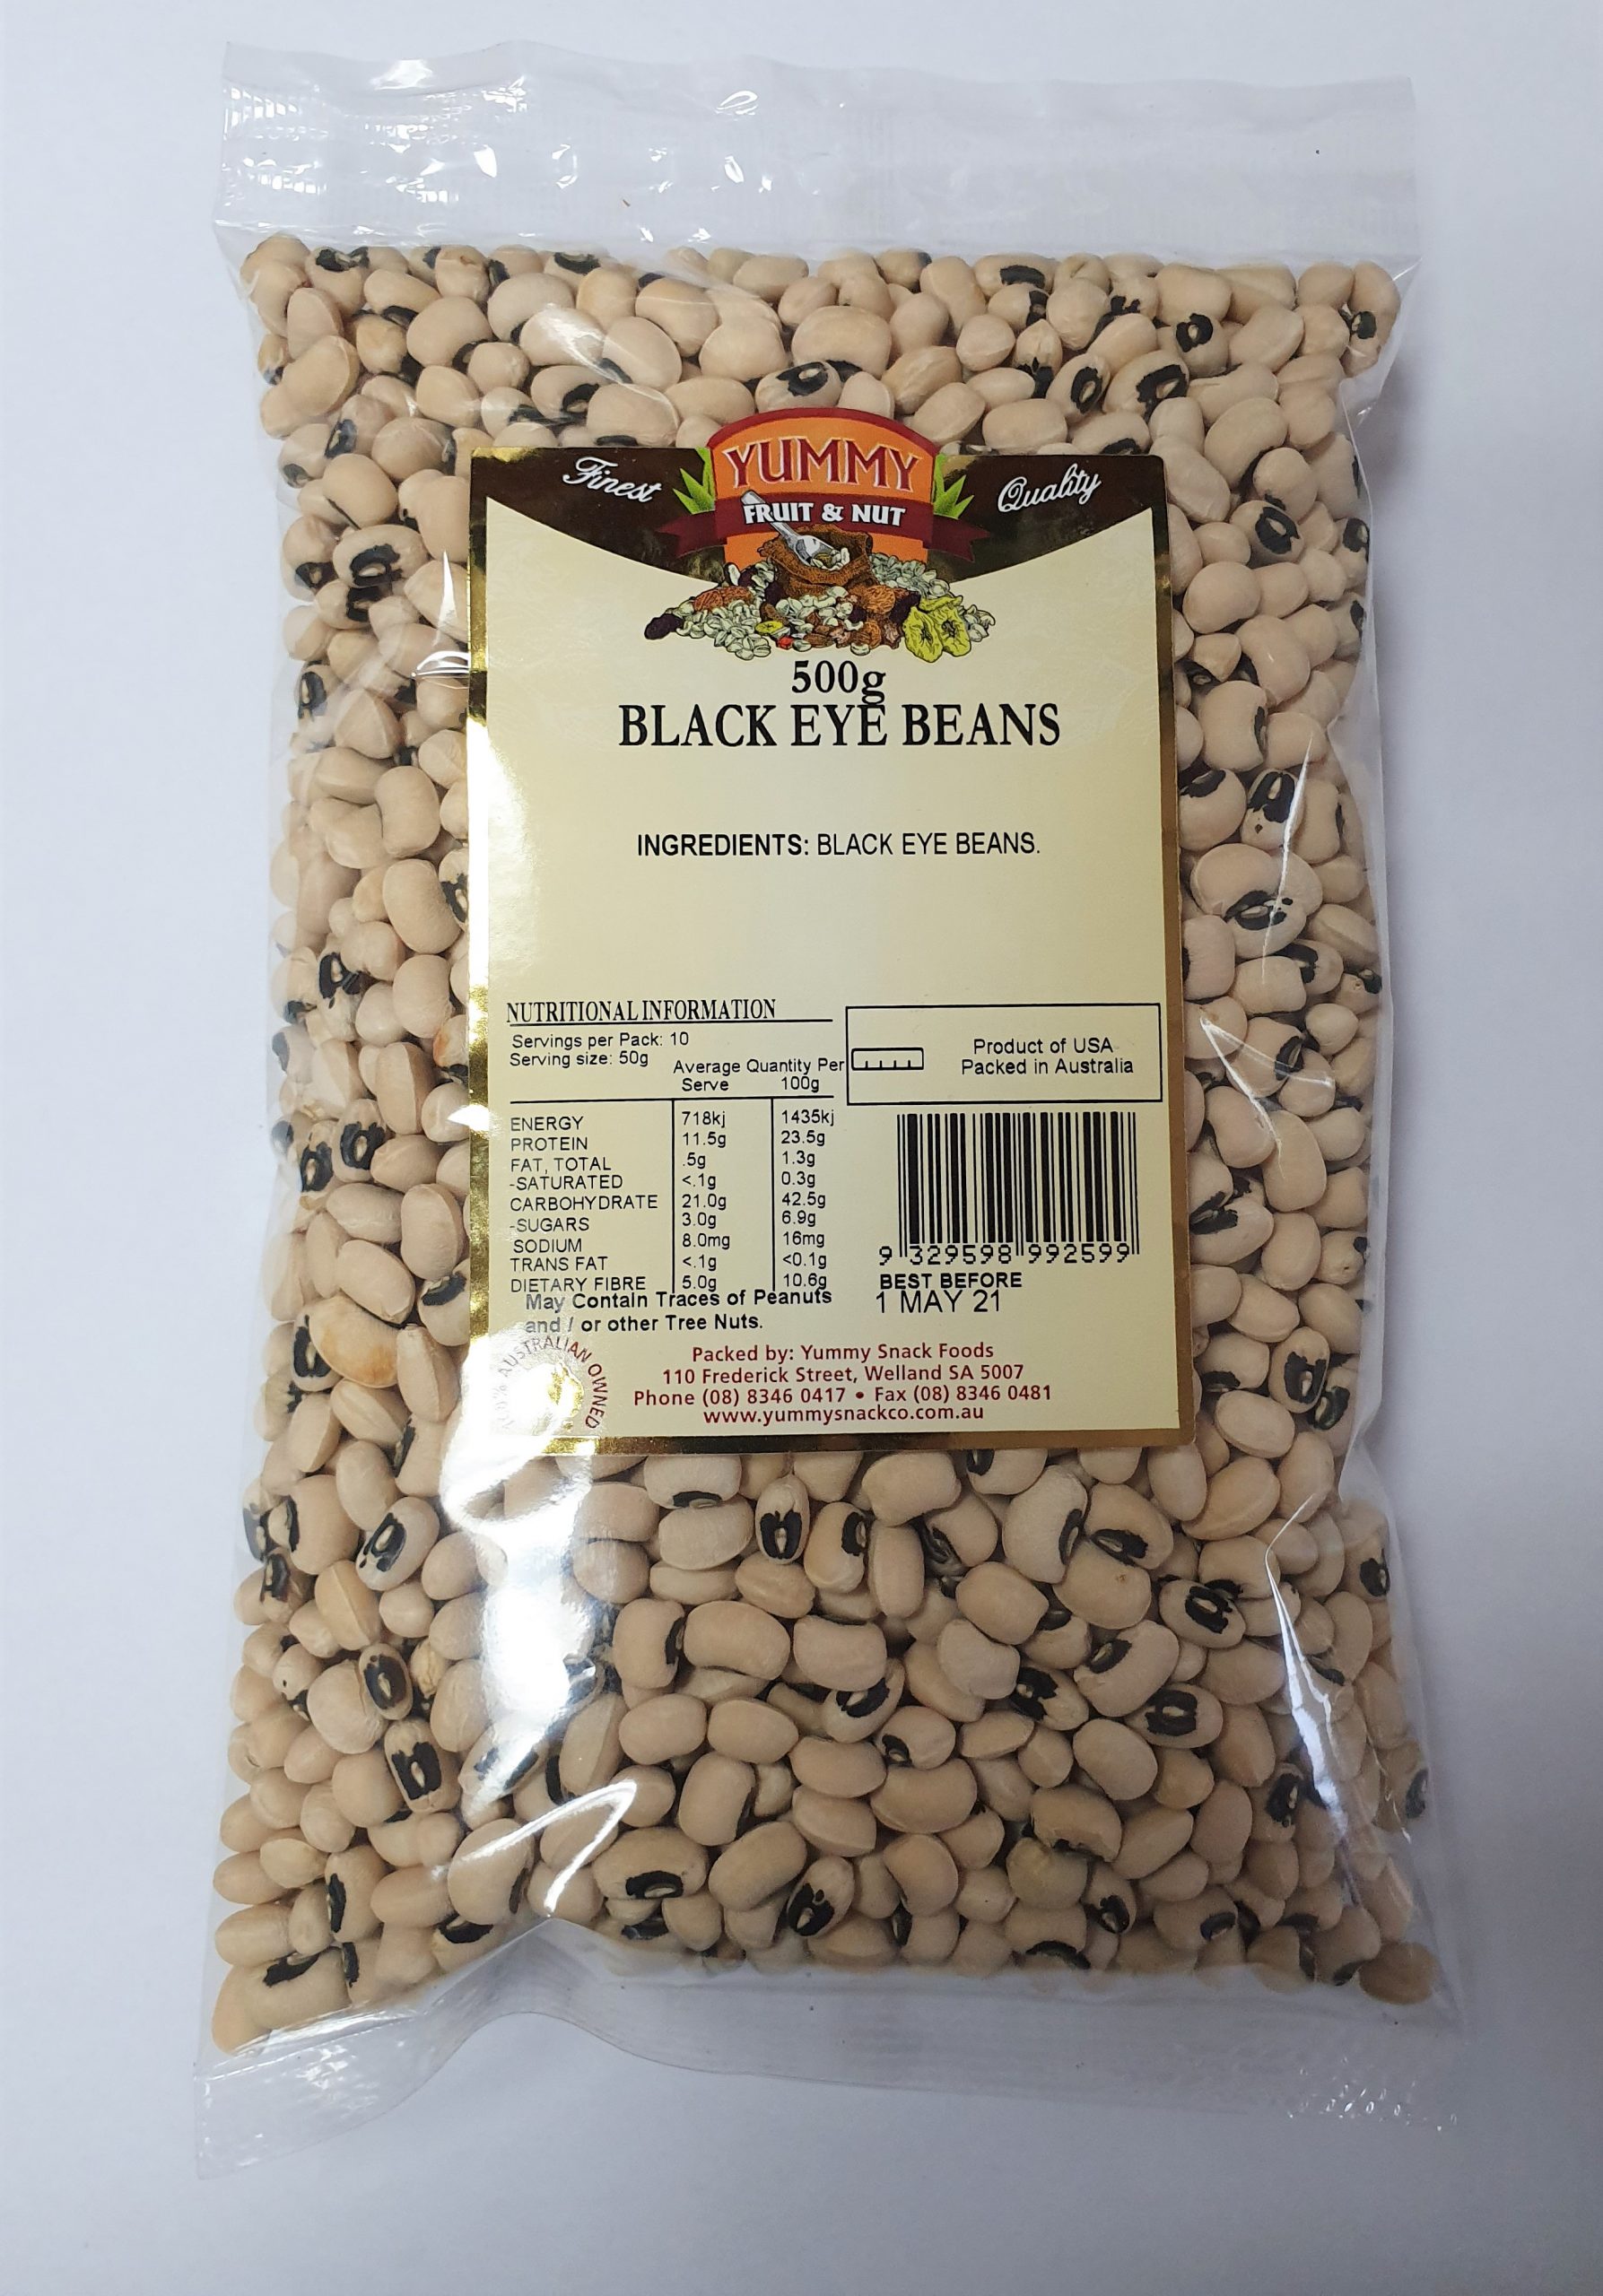 Finest
YUMMY
Quality
FRUIT & NUT
500g
BLACK EYE BEANS
INGREDIENTS: BLACK EYE BEANS.
NUTRITIONAL INFORMATION
Servings per Pack: 10
Serving size: 50g
Average Quantity Per
Serve 100g
ENERGY 718kj 1435kj
PROTEIN 11.5g 23.5g
FAT, TOTAL .5g 1.3g
-SATURATED <.1g 0.3g
CARBOHYDRATE 21.0g 42.5g
-SUGARS 3.0g 6.9g
SODIUM 8.0mg 16mg
TRANS FAT <.1g <0.1g
DIETARY FIBRE 5.0g 10.6g
May Contain Traces of Peanuts
and / or other Tree Nuts.
Product of USA
Packed in Australia
9 329598 992599
BEST BEFORE
1 MAY 21
AUSTRALIAN OWNED
Packed by: Yummy Snack Foods
110 Frederick Street, Welland SA 5007
Phone (08) 8346 0417 • Fax (08) 8346 0481
www.yummysnackco.com.au